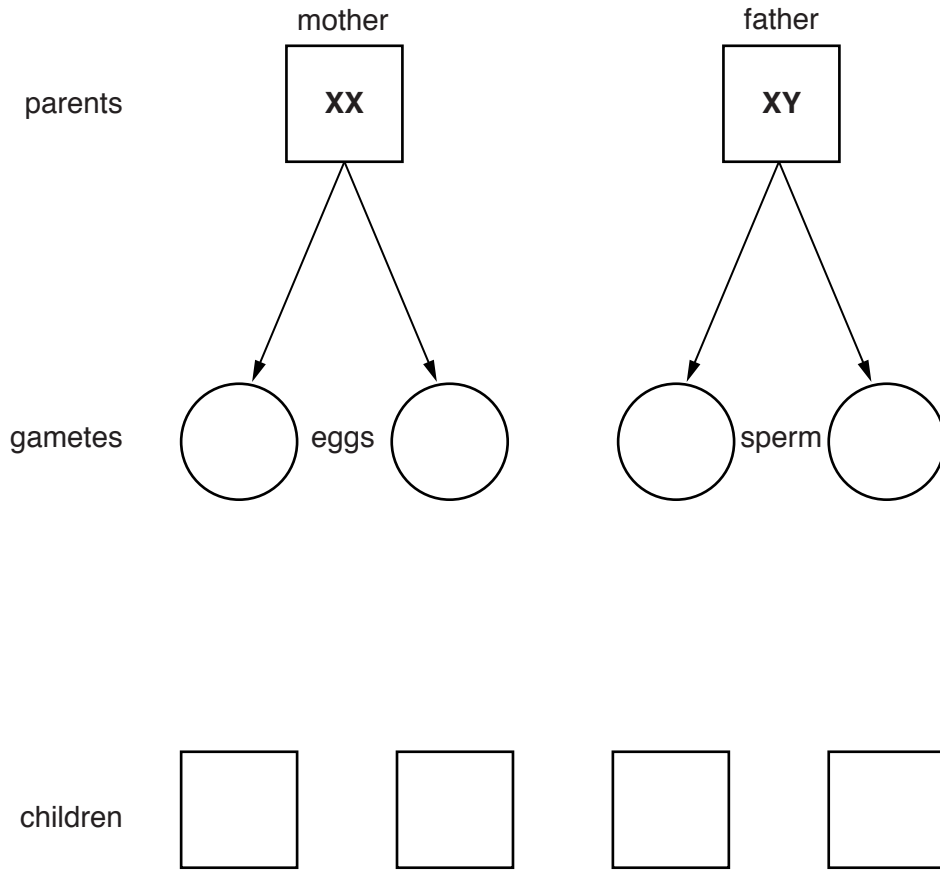 mother father
parents XX XY
gametes eggs sperm
children